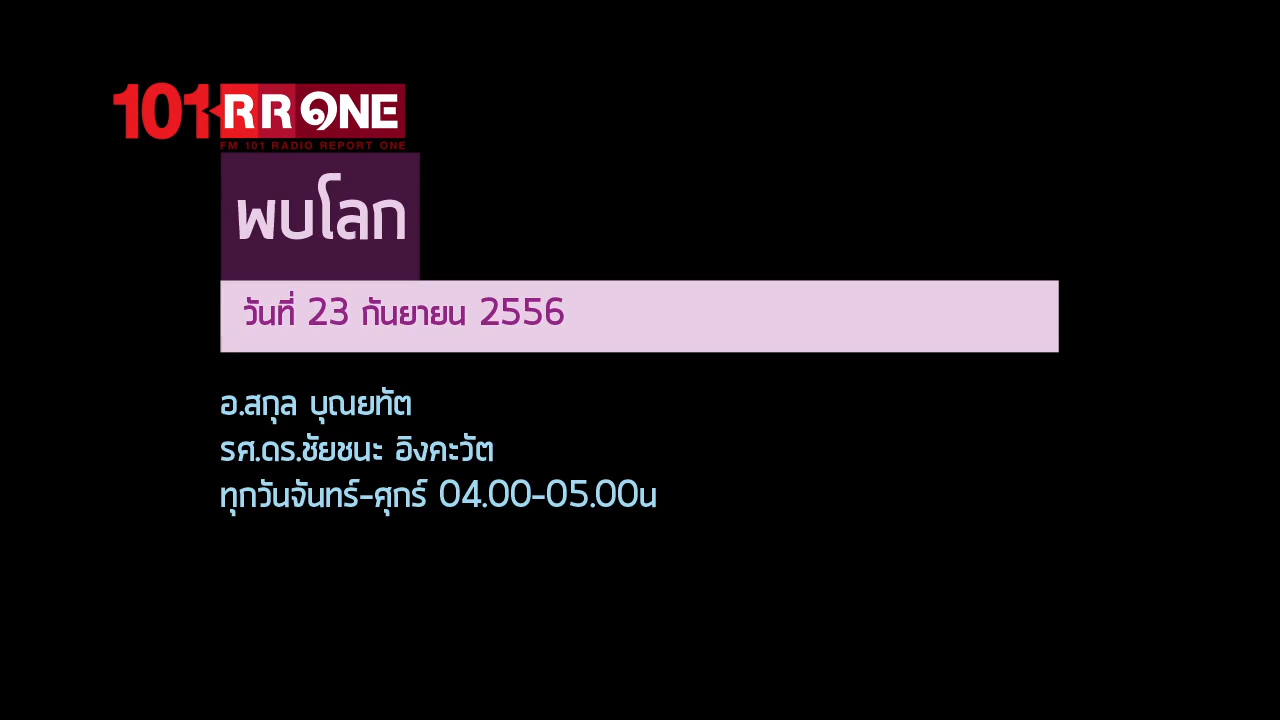 101 RR ONE
FM 101 RADIO REPORT ONE
พบโลก
วันที่ 23 กันยายน 2556
อ.สกุล บุณยทัต
รศ.ดร.ชัยชนะ อิงคะวัต
ทุกวันจันทร์-ศุกร์ 04.00-05.00น